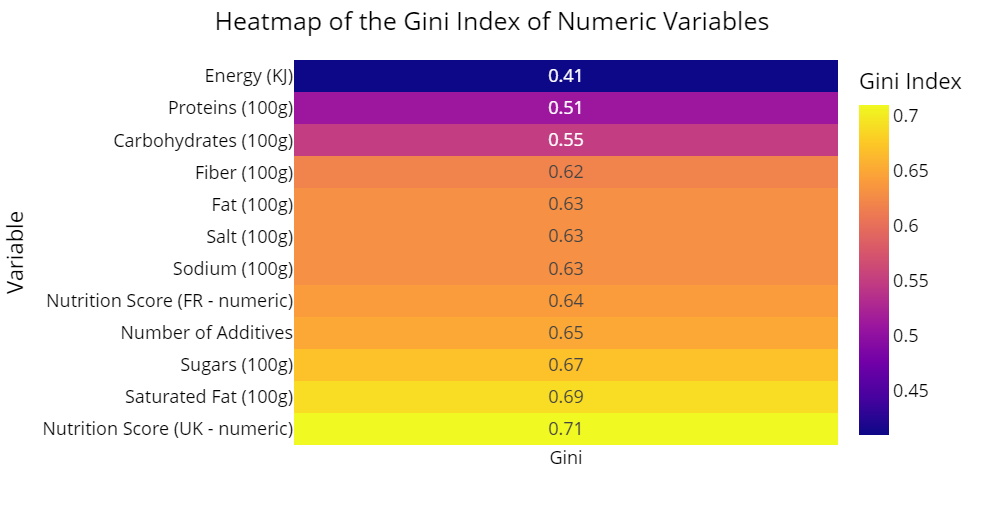 Heatmap of the Gini Index of Numeric Variables
Variable
Energy (KJ) 0.41
Proteins (100g) 0.51
Carbohydrates (100g) 0.55
Fiber (100g) 0.62
Fat (100g) 0.63
Salt (100g) 0.63
Sodium (100g) 0.63
Nutrition Score (FR - numeric) 0.64
Number of Additives 0.65
Sugars (100g) 0.67
Saturated Fat (100g) 0.69
Nutrition Score (UK - numeric) 0.71
Gini
Gini Index
0.7
0.65
0.6
0.55
0.5
0.45